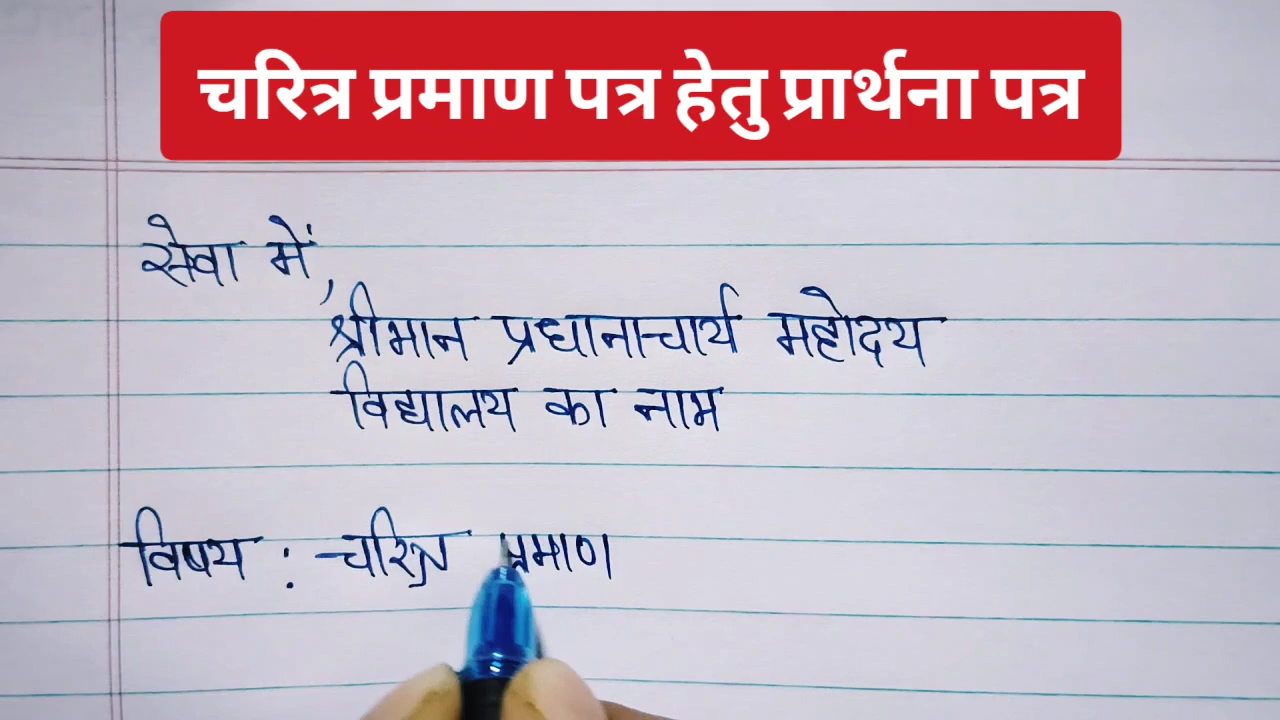 चरित्र प्रमाण पत्र हेतु प्रार्थना पत्र
सेवा में,
श्रीमान प्रधानाचार्य महोदय
विद्यालय का नाम
विषय : चरित्र प्रमाण